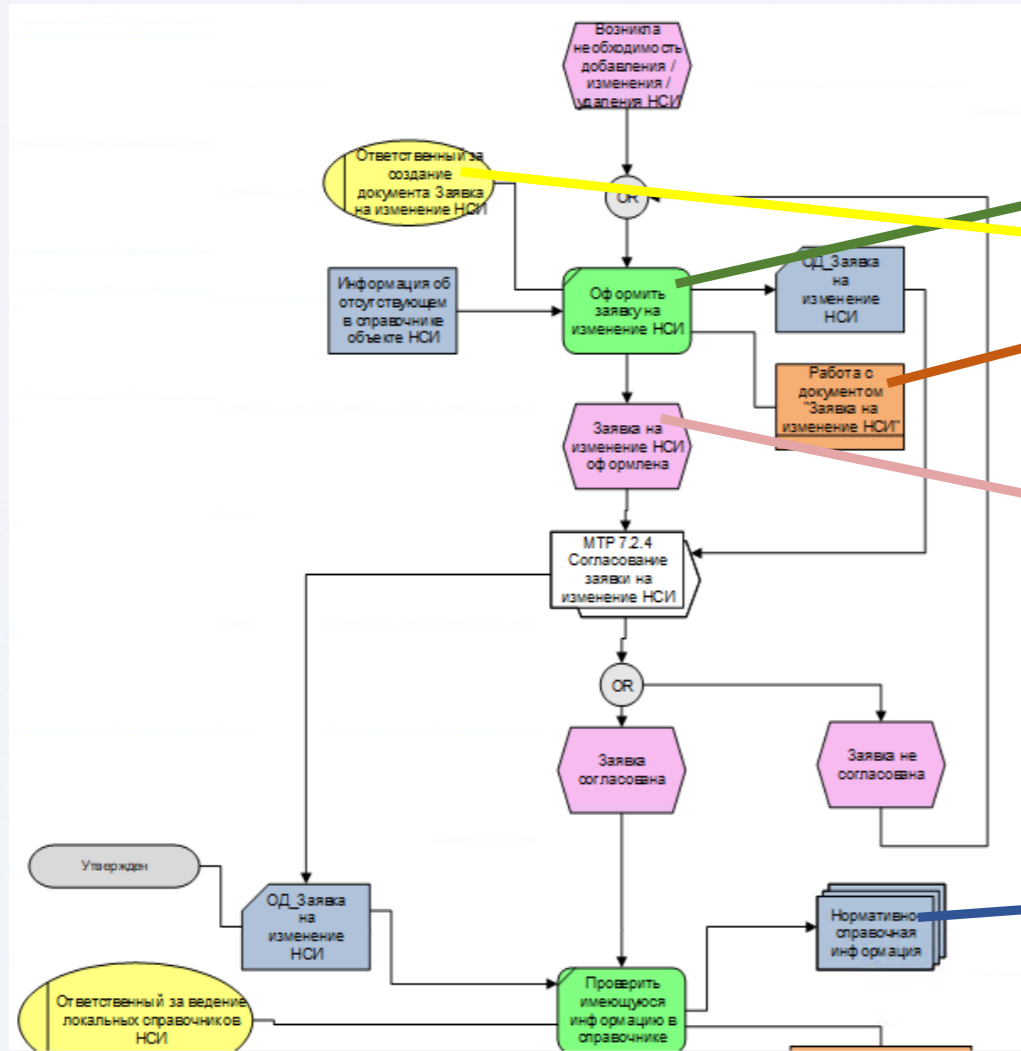 Возникла
необходимость
добавления /
изменения /
удаления НСИ
Ответственный за
создание
документа Заявка
на изменение НСИ
OR
Информация об
отсутствующем
в справочнике
объекте НСИ
Оформить
заявку на
изменение НСИ
ОД_Заявка
на
изменение
НСИ
Работа с
документом
"Заявка на
изменение НСИ"
Заявка на
изменение НСИ
оформлена
МТР 7.2.4
Согласование
заявки на
изменение НСИ
OR
Заявка
согласована
Заявка не
согласована
Утвержден
ОД_Заявка
на
изменение
НСИ
Нормативно-
справочная
информация
Ответственный за ведение
локальных справочников
НСИ
Проверить
имеющуюся
информацию в
справочнике